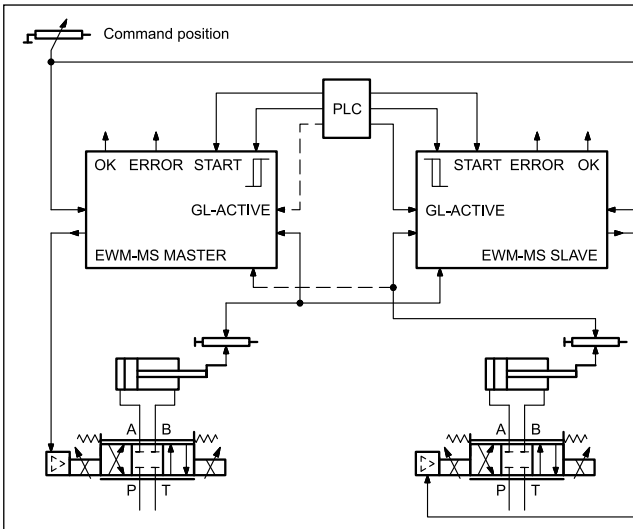 Command position
PLC
OK ERROR START
START ERROR OK
GL-ACTIVE
GL-ACTIVE
EWM-MS MASTER
EWM-MS SLAVE
A B
A B
P T
P T